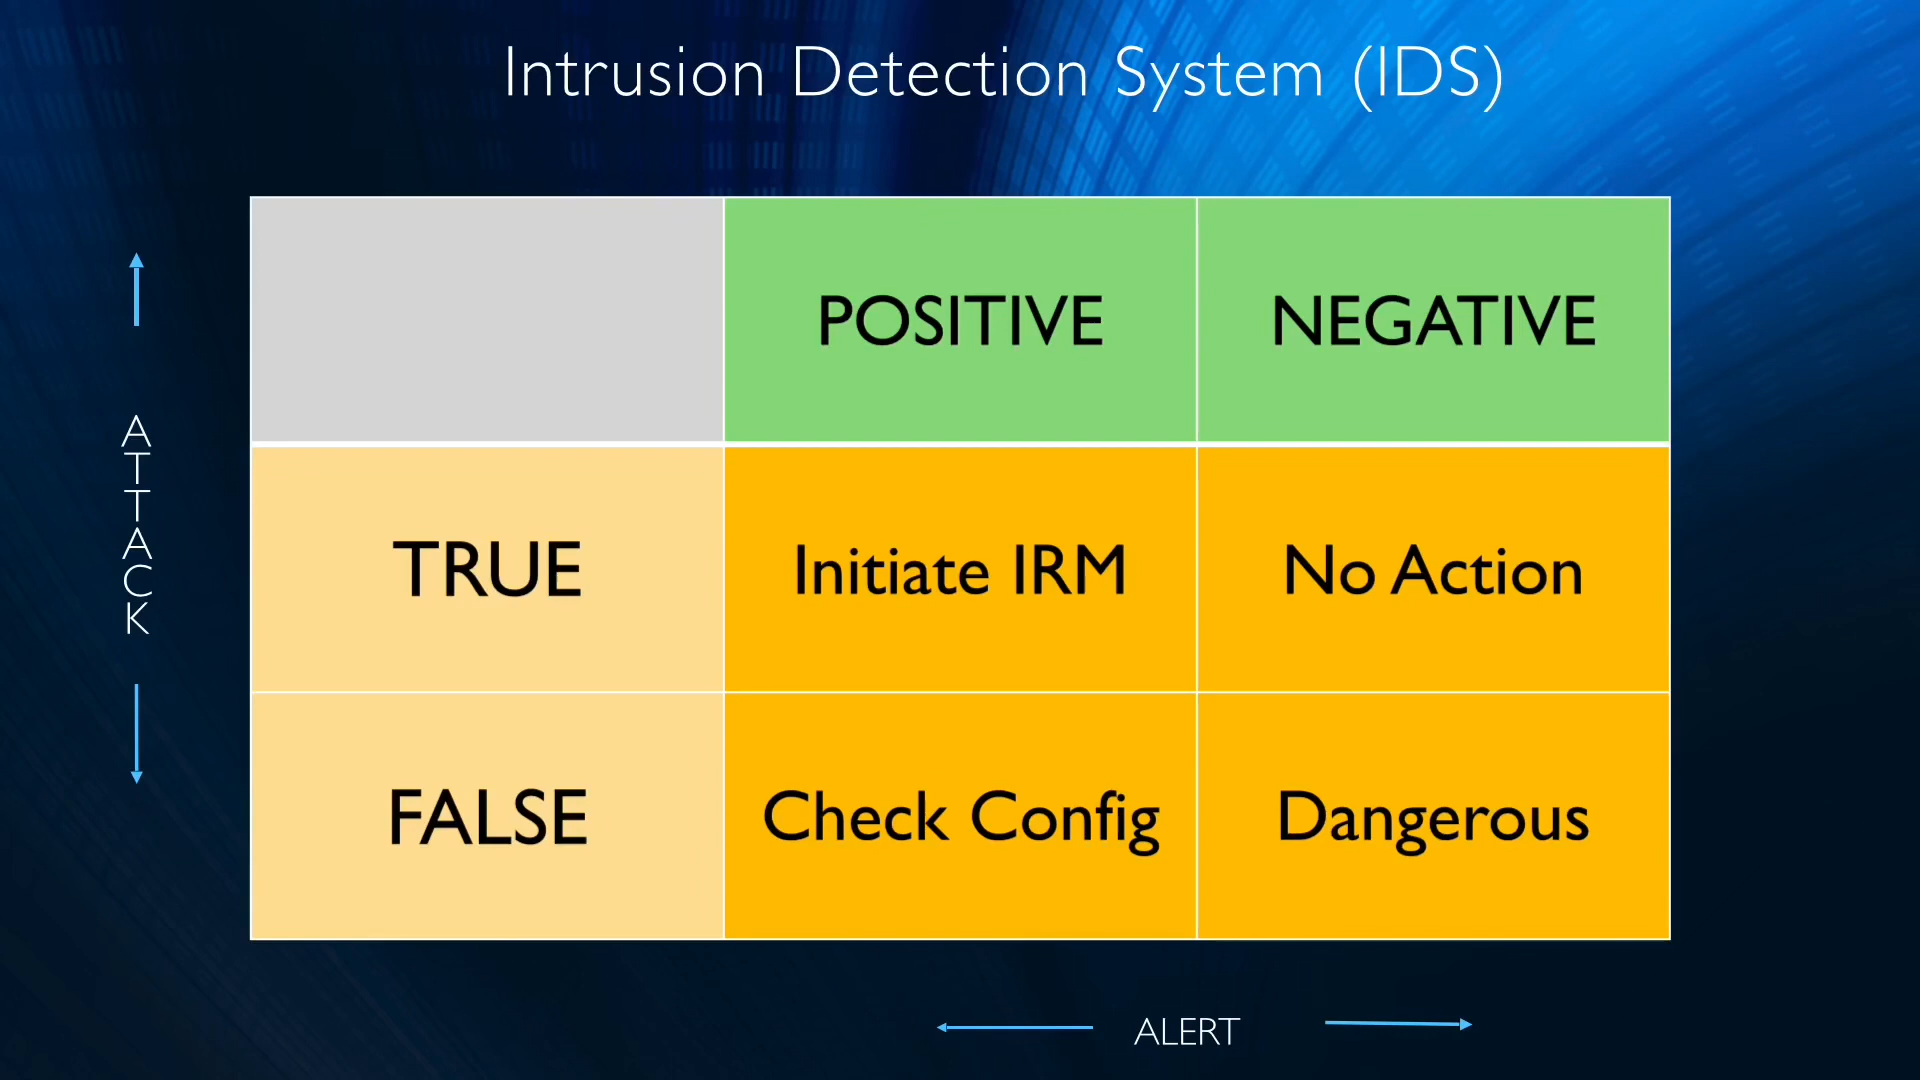 Intrusion Detection System (IDS)
POSITIVE NEGATIVE
ATTACK
TRUE Initiate IRM No Action
FALSE Check Config Dangerous
ALERT